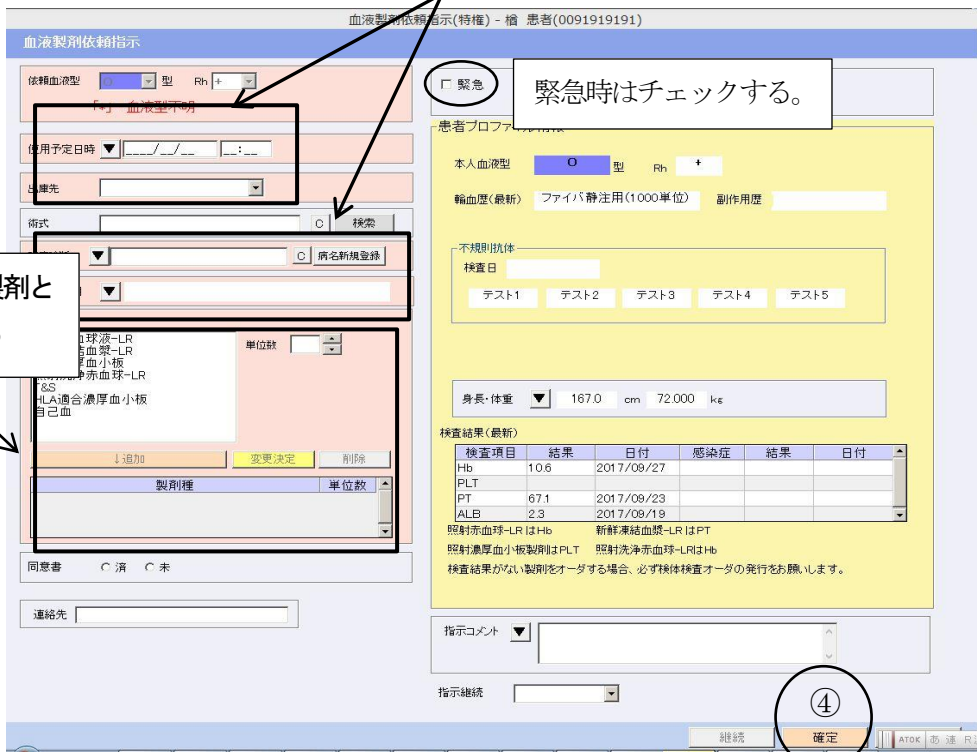 血液製剤依頼指示(特権) - 楢 患者(0091919191)
血液製剤依頼指示
依頼血液型 O 型 Rh +
「*」 血液型不明
使用予定日時 ▼ ____/__/__ __:__
出庫先
術式 C 検索
▼ C 病名新規登録
▼
製剤と
血球液-LR
結血漿-LR
厚血小板
浄赤血球-LR
T&S
HLA適合濃厚血小板
自己血
単位数
↓追加 変更決定 削除
製剤種 単位数
同意書 済 未
連絡先
緊急
緊急時はチェックする。
患者プロファイル情報
本人血液型 O 型 Rh +
輸血歴(最新) ファイバ静注用(1000単位) 副作用歴
不規則抗体
検査日
テスト1 テスト2 テスト3 テスト4 テスト5
身長・体重 ▼ 167.0 cm 72.000 kg
検査結果(最新)
検査項目 結果 日付 感染症 結果 日付
Hb 10.6 2017/09/27
PLT
PT 67.1 2017/09/23
ALB 2.3 2017/09/19
照射赤血球-LRはHb 新鮮凍結血漿-LRはPT
照射濃厚血小板製剤はPLT 照射洗浄赤血球-LRはHb
検査結果がない製剤をオーダする場合、必ず検体検査オーダの発行をお願いします。
指示コメント ▼
指示継続
④
継続 確定
ATOK あ 連 R